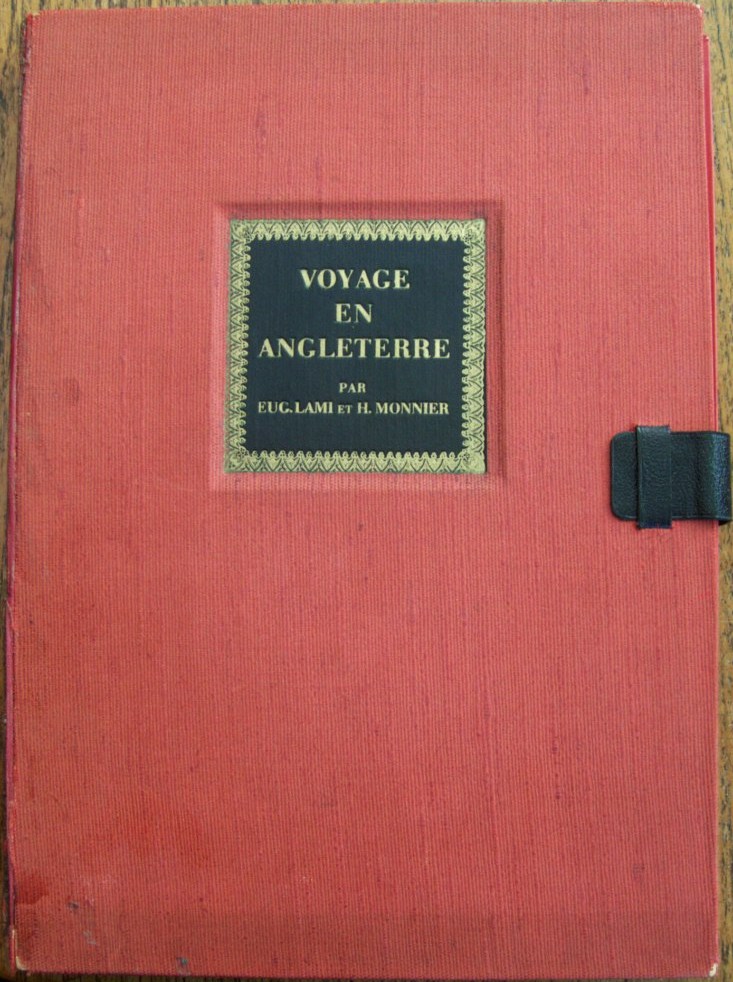 VOYAGE
EN
ANGLETERRE
PAR
EUG. LAMI ET H. MONNIER